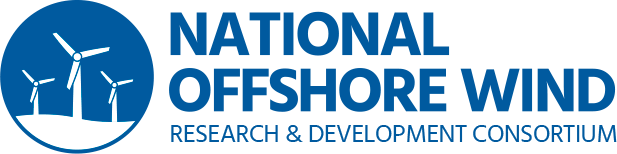 NATIONAL
OFFSHORE WIND
RESEARCH & DEVELOPMENT CONSORTIUM